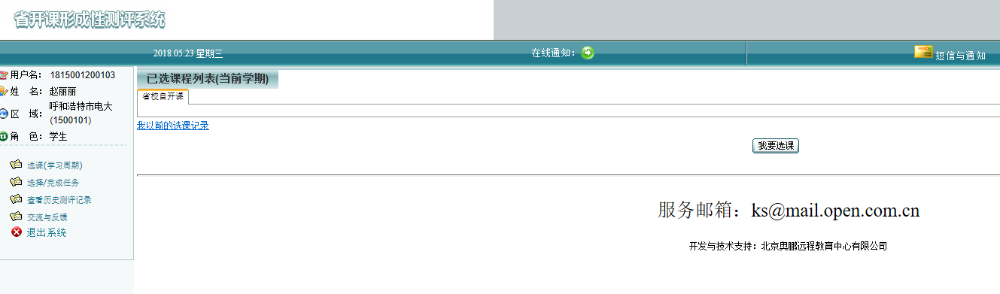 省开课形成性测评系统
2018.05.23 星期三
在线通知：
短信与通知
用户名： 1815001200103
姓 名： 赵丽丽
区 域： 呼和浩特市电大
(1500101)
角 色： 学生
选课(学习周期)
选择/完成任务
查看历史测评记录
交流与反馈
退出系统
已选课程列表(当前学期)
省校自开课
我以前的选课记录
我要选课
服务邮箱：ks@mail.open.com.cn
开发与技术支持：北京奥鹏远程教育中心有限公司